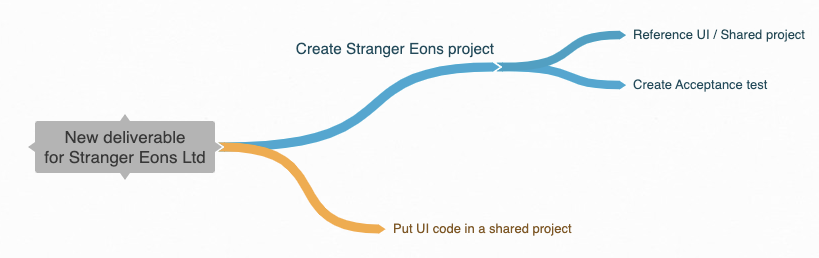 Create Stranger Eons project
Reference UI / Shared project
Create Acceptance test
New deliverable
for Stranger Eons Ltd
Put UI code in a shared project